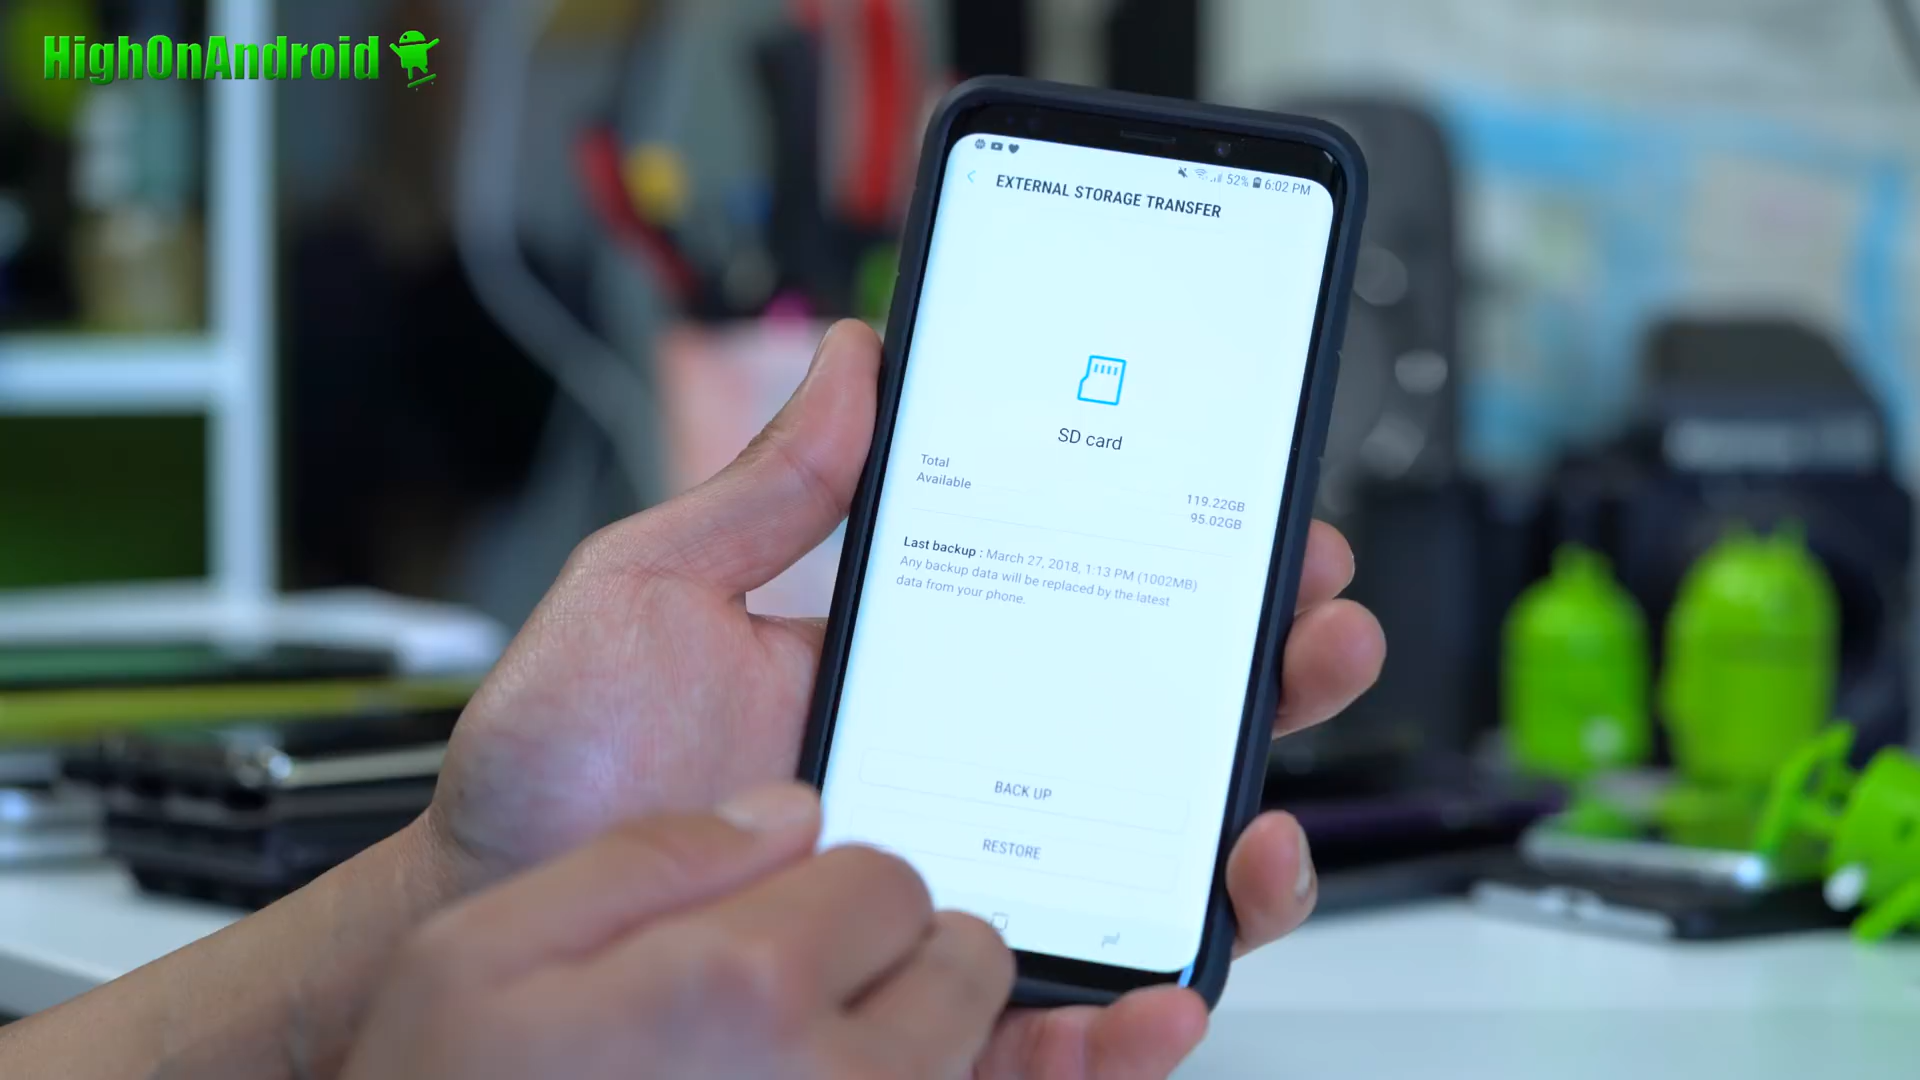 HighOnAndroid
52% 6:02 PM
EXTERNAL STORAGE TRANSFER
SD card
Total
119.22GB
Available
95.02GB
Last backup : March 27, 2018, 1:13 PM (1002MB)
Any backup data will be replaced by the latest
data from your phone.
BACK UP
RESTORE